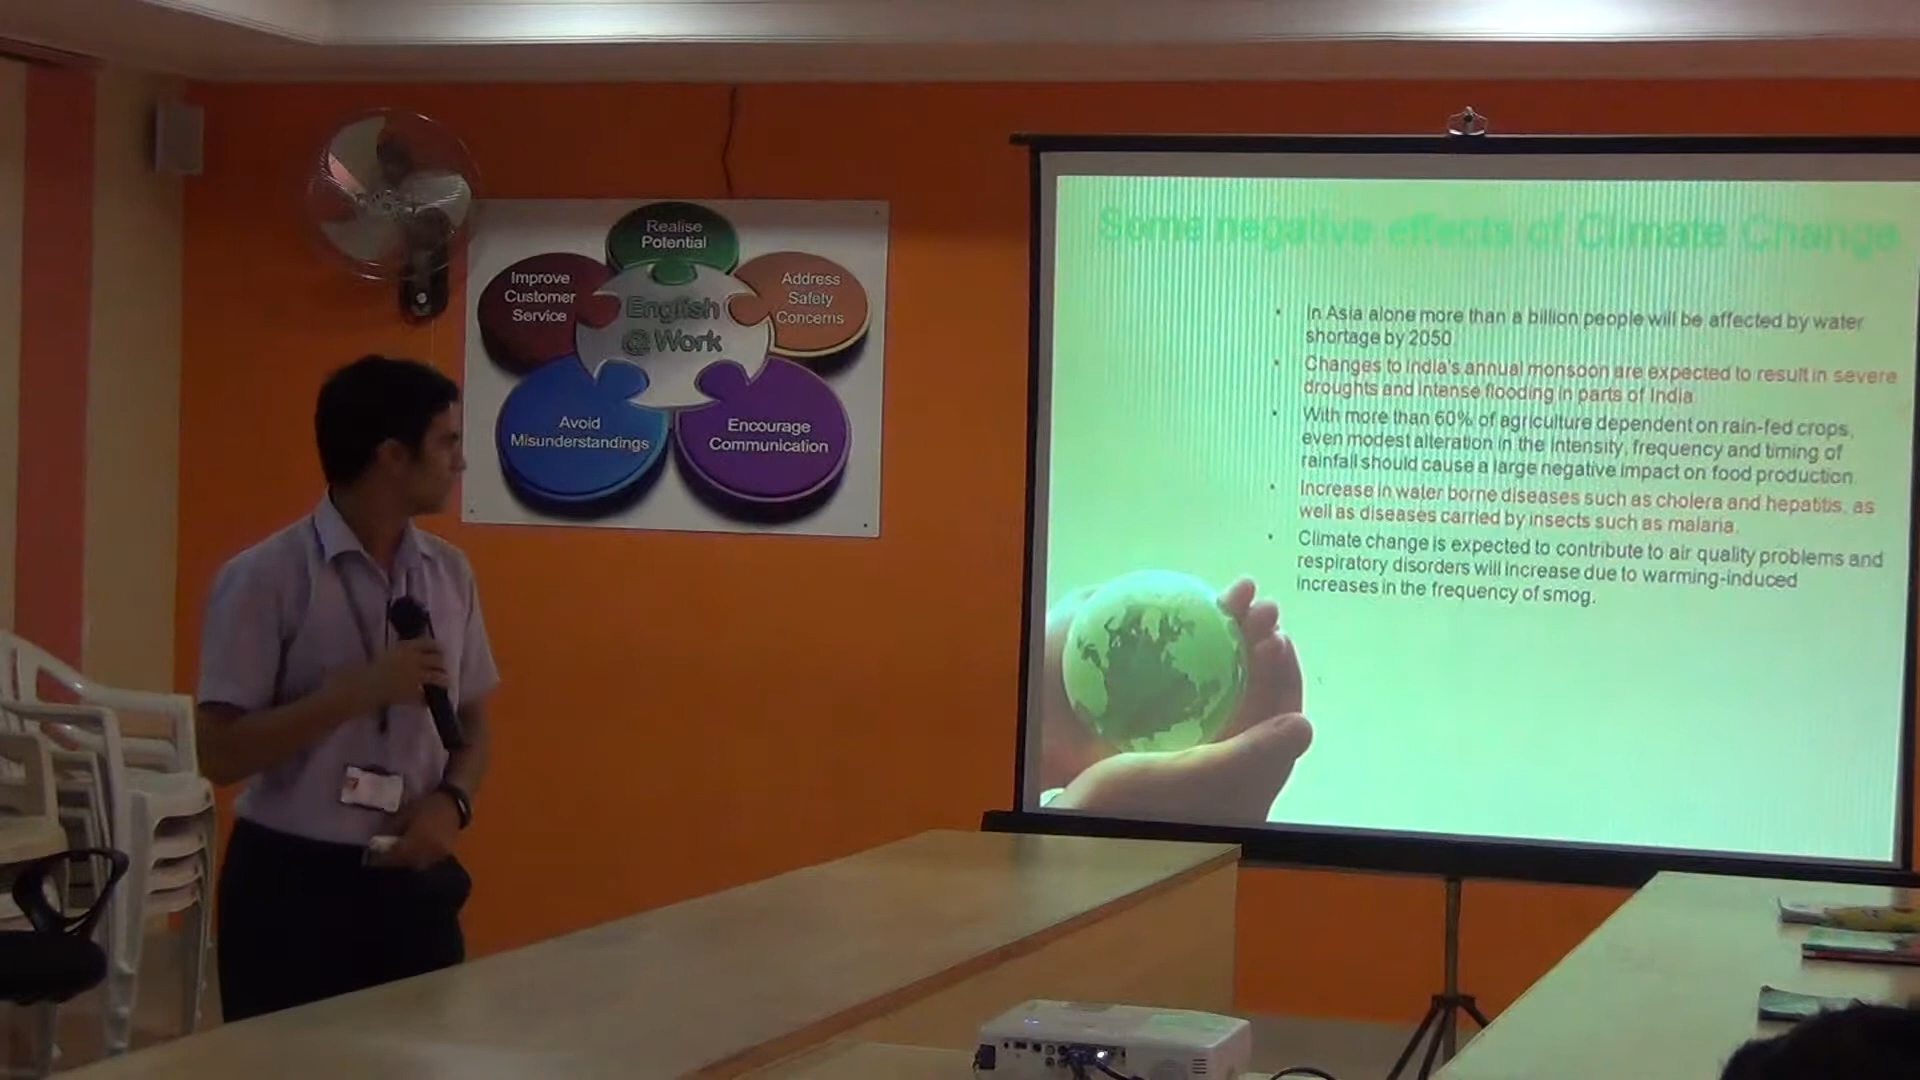 Realise
Potential
Improve
Customer
Service
Address
Safety
Concerns
English
@ Work
Avoid
Misunderstandings
Encourage
Communication
Some negative effects of Climate Change
• In Asia alone more than a billion people will be affected by water
shortage by 2050.
• Changes to India's annual monsoon are expected to result in severe
droughts and intense flooding in parts of India
• With more than 60% of agriculture dependent on rain-fed crops,
even modest alteration in the intensity, frequency and timing of
rainfall should cause a large negative impact on food production.
• Increase in water borne diseases such as cholera and hepatitis, as
well as diseases carried by insects such as malaria.
• Climate change is expected to contribute to air quality problems and
respiratory disorders will increase due to warming-induced
increases in the frequency of smog.